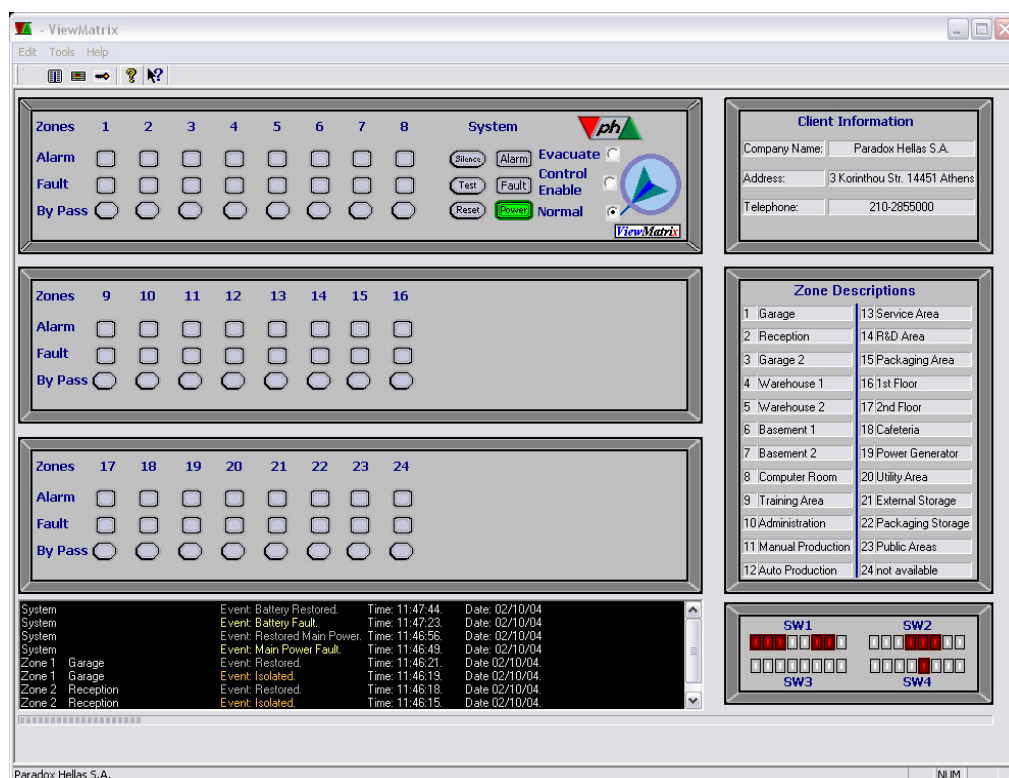 - ViewMatrix
Edit Tools Help
Zones 1 2 3 4 5 6 7 8 System ph
Alarm Silence Alarm Evacuate
Fault Test Fault Control Enable
By Pass Reset Power Normal
ViewMatrix
Zones 9 10 11 12 13 14 15 16
Alarm
Fault
By Pass
Zones 17 18 19 20 21 22 23 24
Alarm
Fault
By Pass
System Event: Battery Restored. Time: 11:47:44. Date: 02/10/04
System Event: Battery Fault. Time: 11:47:23. Date: 02/10/04
System Event: Restored Main Power. Time: 11:46:56. Date: 02/10/04
System Event: Main Power Fault. Time: 11:46:49. Date: 02/10/04
Zone 1 Garage Event: Restored. Time: 11:46:21. Date 02/10/04.
Zone 1 Garage Event: Isolated. Time: 11:46:19. Date 02/10/04.
Zone 2 Reception Event: Restored. Time: 11:46:18. Date 02/10/04.
Zone 2 Reception Event: Isolated. Time: 11:46:15. Date 02/10/04.
Client Information
Company Name: Paradox Hellas S.A.
Address: 3 Korinthou Str. 14451 Athens
Telephone: 210-2855000
Zone Descriptions
1 Garage 13 Service Area
2 Reception 14 R&D Area
3 Garage 2 15 Packaging Area
4 Warehouse 1 16 1st Floor
5 Warehouse 2 17 2nd Floor
6 Basement 1 18 Cafeteria
7 Basement 2 19 Power Generator
8 Computer Room 20 Utility Area
9 Training Area 21 External Storage
10 Administration 22 Packaging Storage
11 Manual Production 23 Public Areas
12 Auto Production 24 not available
SW1 SW2
SW3 SW4
Paradox Hellas S.A. NUM